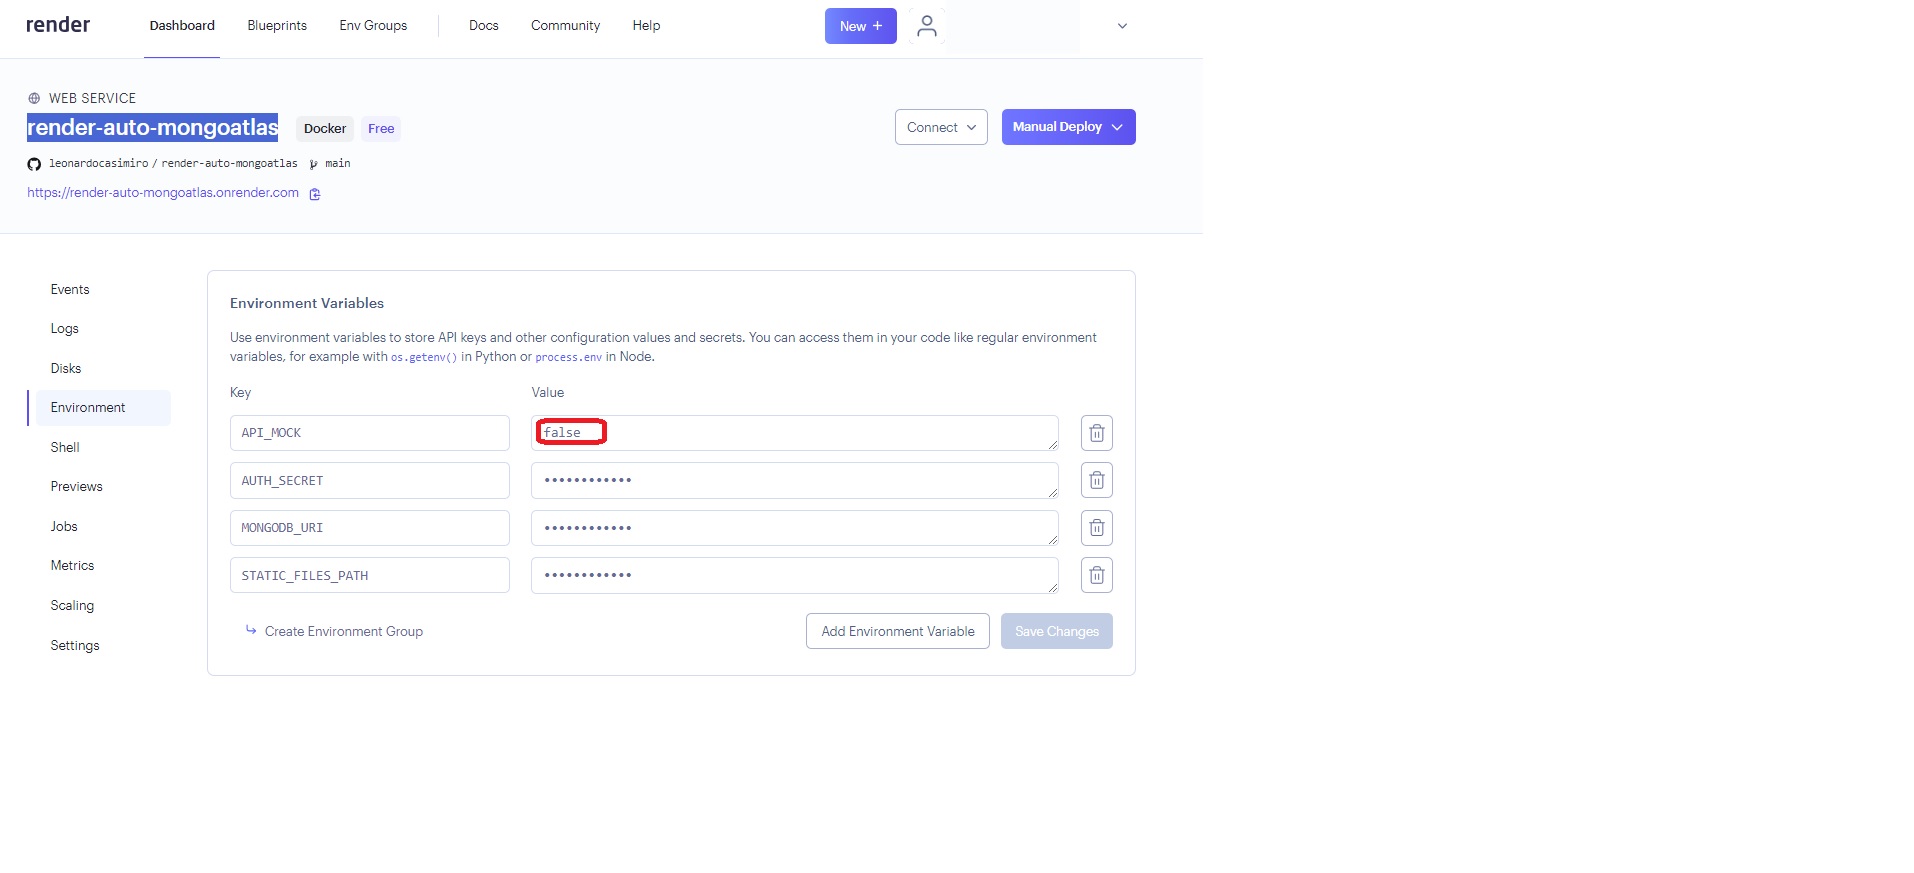 render Dashboard Blueprints Env Groups Docs Community Help New +
WEB SERVICE
render-auto-mongoatlas Docker Free Connect Manual Deploy
leonardocasimiro / render-auto-mongoatlas main
https://render-auto-mongoatlas.onrender.com
Events
Logs
Disks
Environment
Shell
Previews
Jobs
Metrics
Scaling
Settings
Environment Variables
Use environment variables to store API keys and other configuration values and secrets. You can access them in your code like regular environment
variables, for example with os.getenv() in Python or process.env in Node.
Key Value
API_MOCK false
AUTH_SECRET ••••••••••••
MONGODB_URI ••••••••••••
STATIC_FILES_PATH ••••••••••••
Create Environment Group Add Environment Variable Save Changes